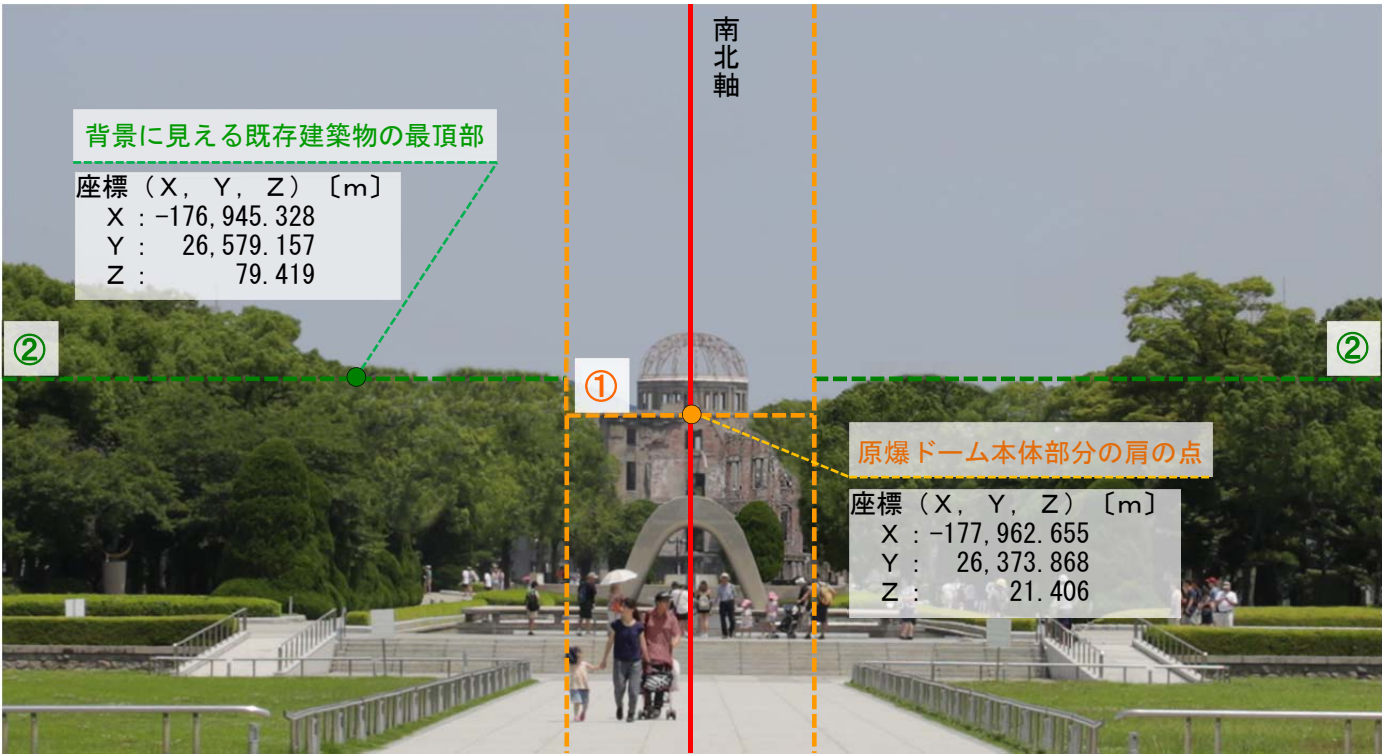 南北軸
背景に見える既存建築物の最頂部
座標（X, Y, Z）〔m〕
X：-176,945.328
Y： 26,579.157
Z： 79.419
②
②
①
原爆ドーム本体部分の肩の点
座標（X, Y, Z）〔m〕
X：-177,962.655
Y： 26,373.868
Z： 21.406